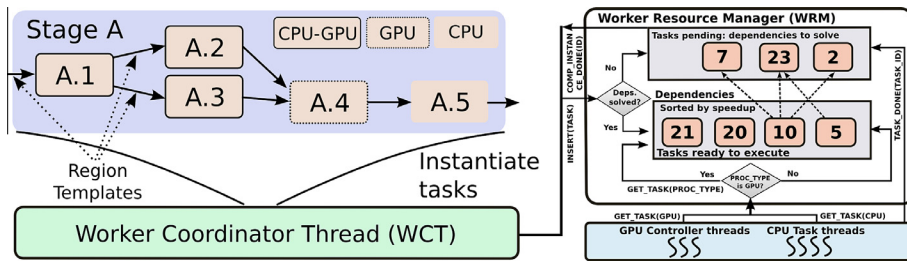 Stage A
CPU-GPU
GPU
CPU
A.1
A.2
A.3
A.4
A.5
Region
Templates
Instantiate
tasks
Worker Coordinator Thread (WCT)
INSERT(TASK)
COMP_INSTAN
CE_DONE(ID)
Worker Resource Manager (WRM)
Tasks pending: dependencies to solve
7
23
2
No
Deps.
solved?
Yes
Dependencies
Sorted by speedup
21
20
10
5
Tasks ready to execute
Yes
PROC_TYPE
is GPU?
No
GET_TASK(PROC_TYPE)
TASK_DONE(TASK_ID)
GET_TASK(GPU)
GET_TASK(CPU)
GPU Controller threads
CPU Task threads